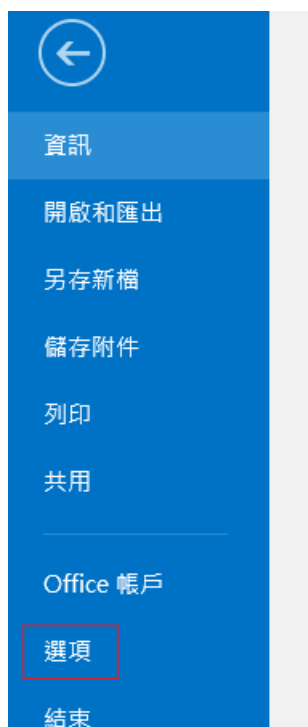 資訊
開啟和匯出
另存新檔
儲存附件
列印
共用
Office 帳戶
選項
結束